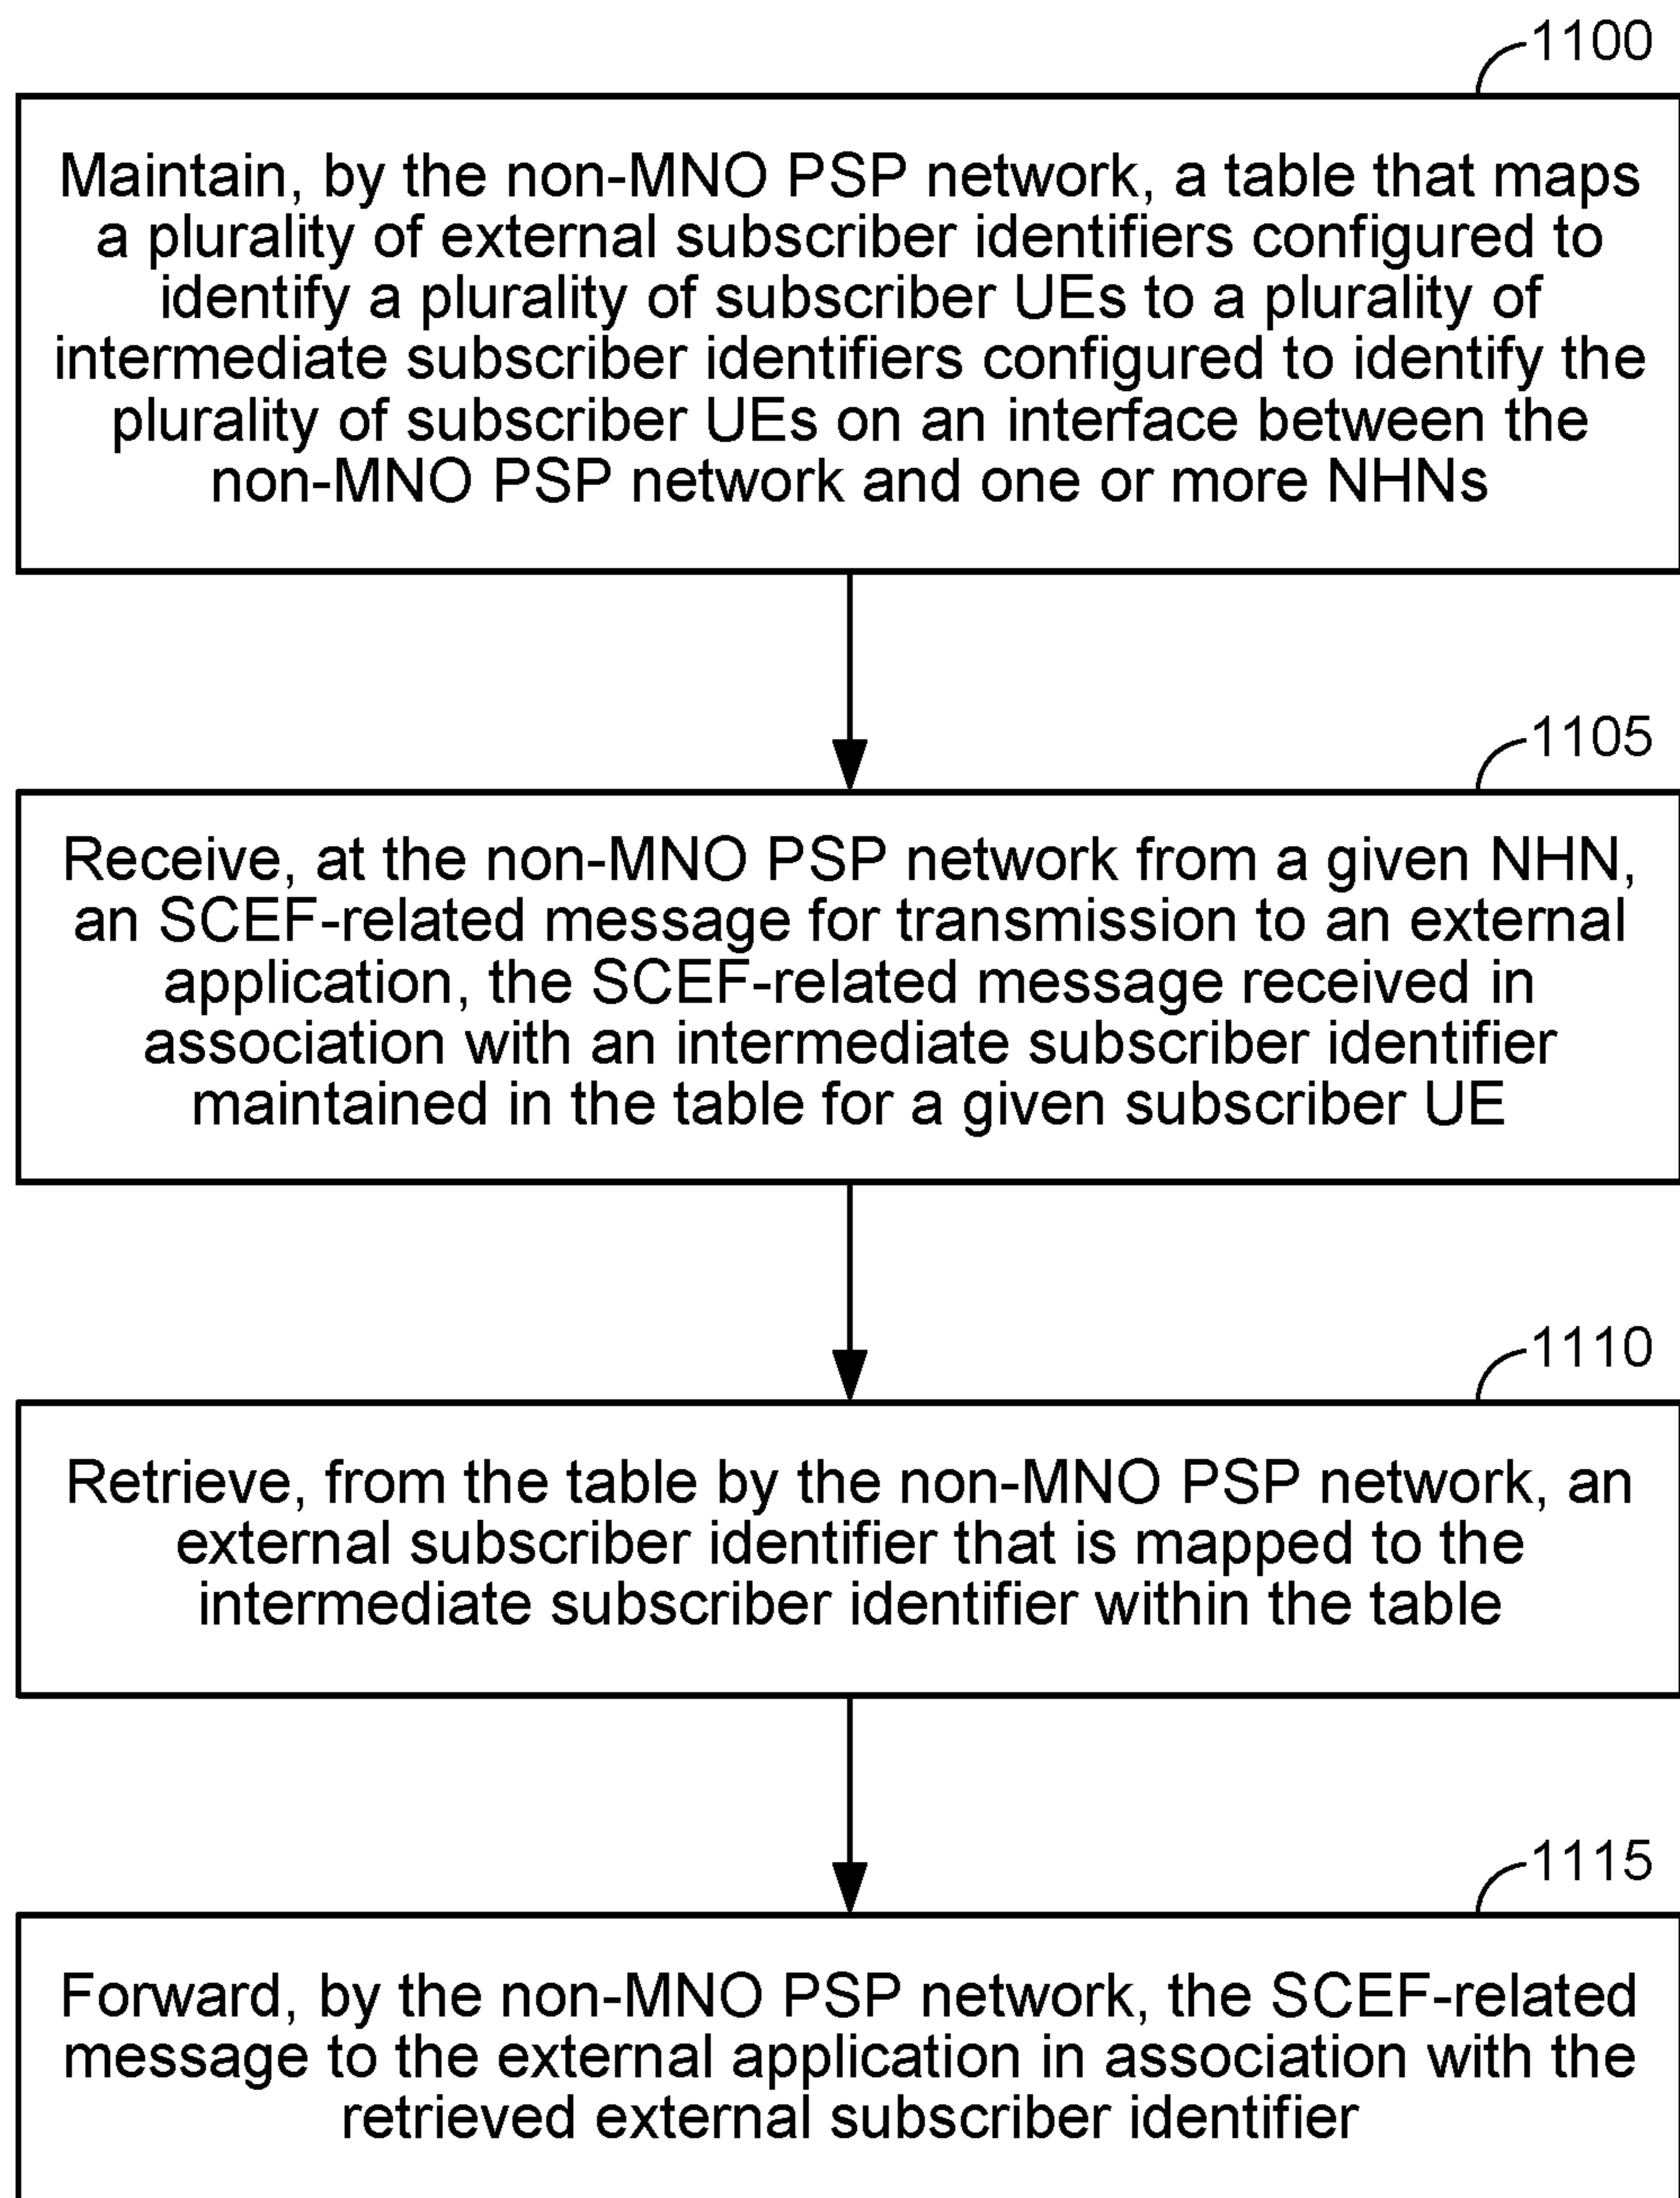 1100
Maintain, by the non-MNO PSP network, a table that maps
a plurality of external subscriber identifiers configured to
identify a plurality of subscriber UEs to a plurality of
intermediate subscriber identifiers configured to identify the
plurality of subscriber UEs on an interface between the
non-MNO PSP network and one or more NHNs
1105
Receive, at the non-MNO PSP network from a given NHN,
an SCEF-related message for transmission to an external
application, the SCEF-related message received in
association with an intermediate subscriber identifier
maintained in the table for a given subscriber UE
1110
Retrieve, from the table by the non-MNO PSP network, an
external subscriber identifier that is mapped to the
intermediate subscriber identifier within the table
1115
Forward, by the non-MNO PSP network, the SCEF-related
message to the external application in association with the
retrieved external subscriber identifier